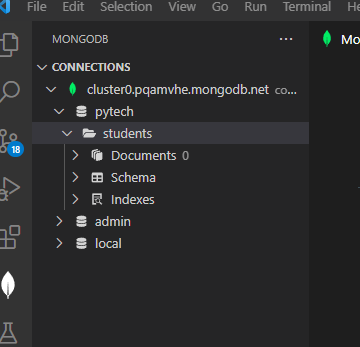 File Edit Selection View Go Run Terminal
MONGODB ...
Mo
CONNECTIONS
cluster0.pqamvhe.mongodb.net co...
pytech
students
18
Documents 0
Schema
Indexes
admin
local